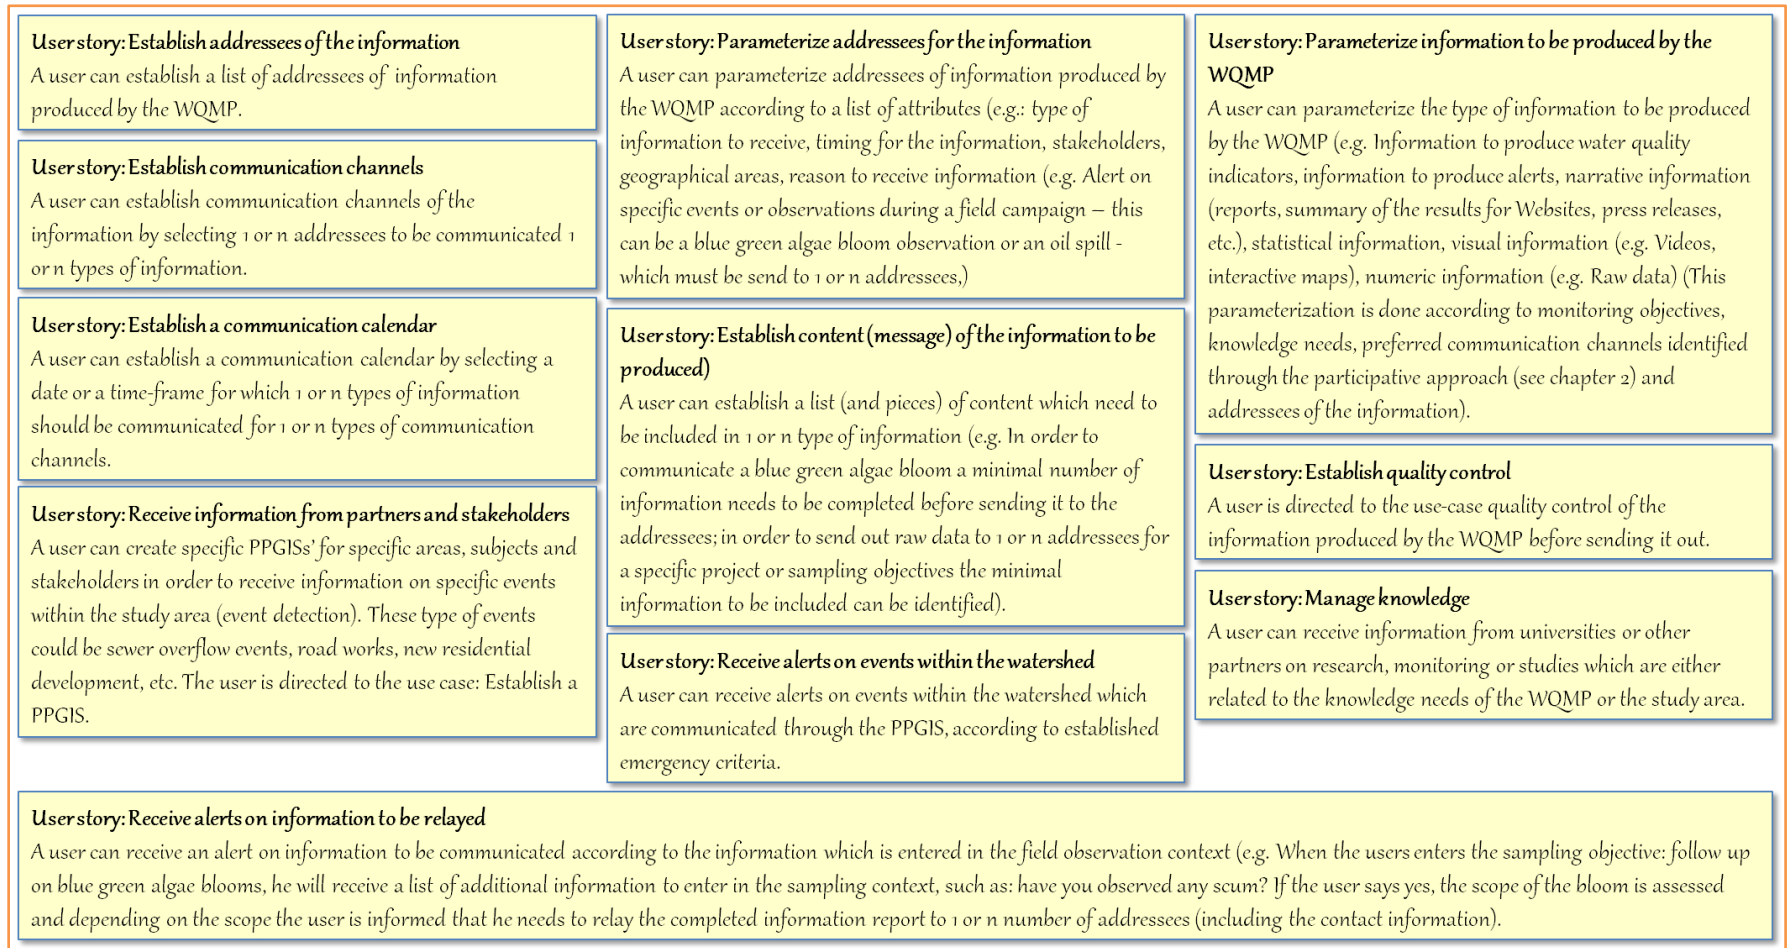 User story: Establish addressees of the information
A user can establish a list of addressees of information
produced by the WQMP.
User story: Establish communication channels
A user can establish communication channels of the
information by selecting 1 or n addressees to be communicated 1
or n types of information.
User story: Establish a communication calendar
A user can establish a communication calendar by selecting a
date or a time-frame for which 1 or n types of information
should be communicated for 1 or n types of communication
channels.
User story: Receive information from partners and stakeholders
A user can create specific PPGISs' for specific areas, subjects and
stakeholders in order to receive information on specific events
within the study area (event detection). These type of events
could be sewer overflow events, road works, new residential
development, etc. The user is directed to the use case: Establish a
PPGIS.
User story: Parameterize addressees for the information
A user can parameterize addressees of information produced by
the WQMP according to a list of attributes (e.g.: type of
information to receive, timing for the information, stakeholders,
geographical areas, reason to receive information (e.g. Alert on
specific events or observations during a field campaign – this
can be a blue green algae bloom observation or an oil spill -
which must be send to 1 or n addressees,)
User story: Establish content (message) of the information to be
produced)
A user can establish a list (and pieces) of content which need to
be included in 1 or n type of information (e.g. In order to
communicate a blue green algae bloom a minimal number of
information needs to be completed before sending it to the
addressees; in order to send out raw data to 1 or n addressees for
a specific project or sampling objectives the minimal
information to be included can be identified).
User story: Receive alerts on events within the watershed
A user can receive alerts on events within the watershed which
are communicated through the PPGIS, according to established
emergency criteria.
User story: Parameterize information to be produced by the
WQMP
A user can parameterize the type of information to be produced
by the WQMP (e.g. Information to produce water quality
indicators, information to produce alerts, narrative information
(reports, summary of the results for Websites, press releases,
etc.), statistical information, visual information (e.g. Videos,
interactive maps), numeric information (e.g. Raw data) (This
parameterization is done according to monitoring objectives,
knowledge needs, preferred communication channels identified
through the participative approach (see chapter 2) and
addressees of the information).
User story: Establish quality control
A user is directed to the use-case quality control of the
information produced by the WQMP before sending it out.
User story: Manage knowledge
A user can receive information from universities or other
partners on research, monitoring or studies which are either
related to the knowledge needs of the WQMP or the study area.
User story: Receive alerts on information to be relayed
A user can receive an alert on information to be communicated according to the information which is entered in the field observation context (e.g. When the users enters the sampling objective: follow up
on blue green algae blooms, he will receive a list of additional information to enter in the sampling context, such as: have you observed any scum? If the user says yes, the scope of the bloom is assessed
and depending on the scope the user is informed that he needs to relay the completed information report to 1 or n number of addressees (including the contact information).